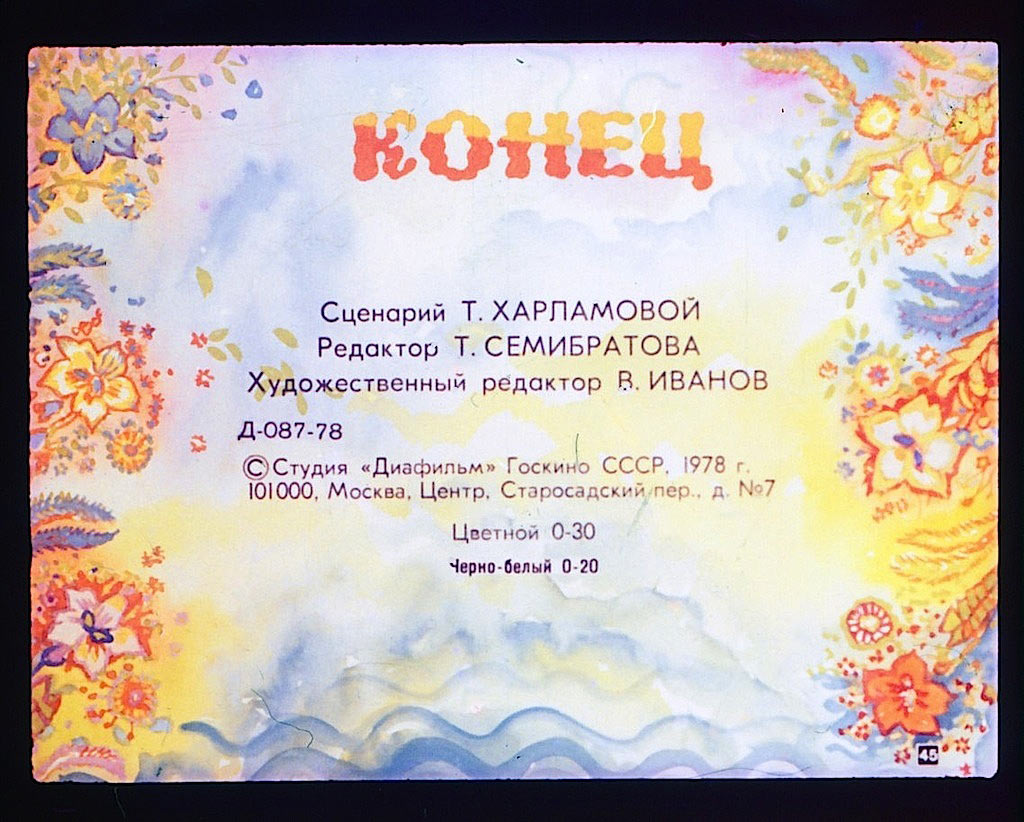 КОНЕЦ
Сценарий Т. ХАРЛАМОВОЙ
Редактор Т. СЕМИБРАТОВА
Художественный редактор В. ИВАНОВ
Д-087-78
©Студия «Диафильм» Госкино СССР, 1978 г.
101000, Москва, Центр, Старосадский пер., д. №7
Цветной 0-30
Черно-белый 0-20
45